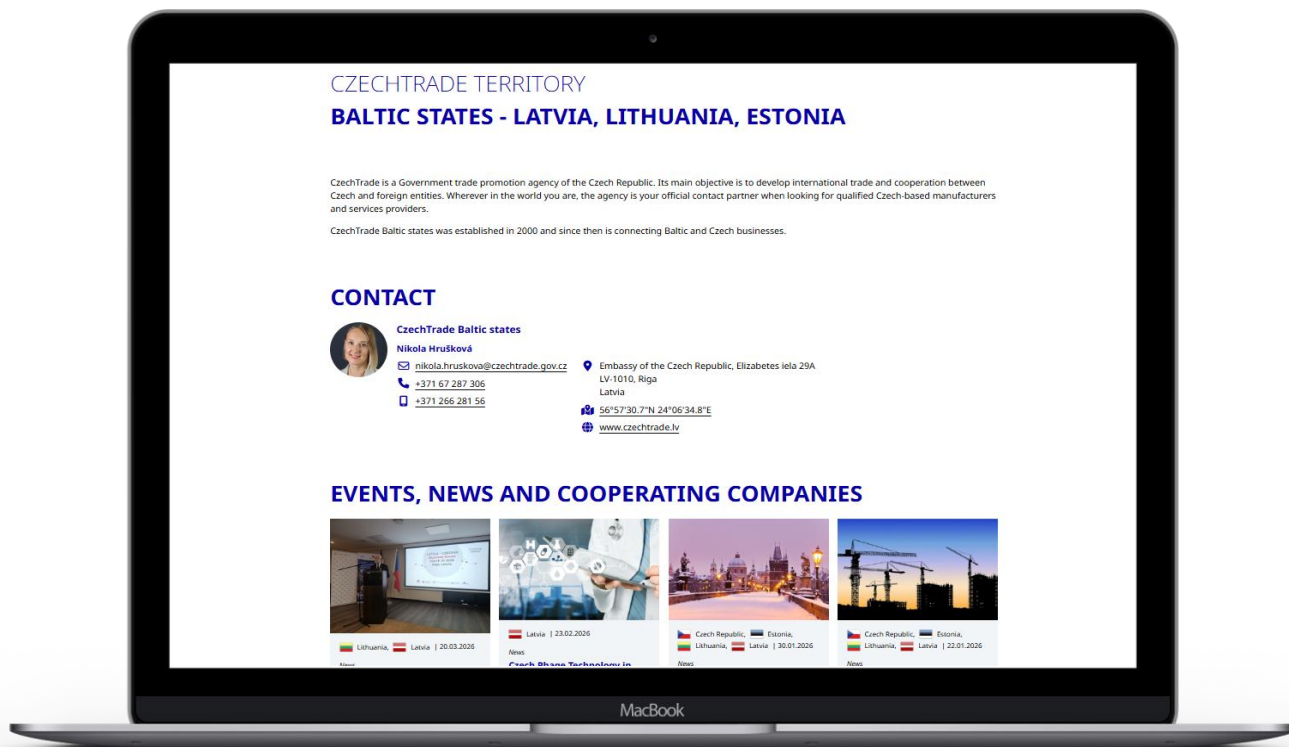 CZECHTRADE TERRITORY
BALTIC STATES - LATVIA, LITHUANIA, ESTONIA
CzechTrade is a Government trade promotion agency of the Czech Republic. Its main objective is to develop international trade and cooperation between
Czech and foreign entities. Wherever in the world you are, the agency is your official contact partner when looking for qualified Czech-based manufacturers
and services providers.
CzechTrade Baltic states was established in 2000 and since then is connecting Baltic and Czech businesses.
CONTACT
CzechTrade Baltic states
Nikola Hrušková
nikola.hruskova@czechtrade.gov.cz
+371 67 287 306
+371 266 281 56
Embassy of the Czech Republic, Elizabetes iela 29A
LV-1010, Riga
Latvia
56°57'30.7"N 24°06'34.8"E
www.czechtrade.lv
EVENTS, NEWS AND COOPERATING COMPANIES
Lithuania, Latvia | 20.03.2026
News
Latvia | 23.02.2026
News
Czech Phage Technology in
Czech Republic, Estonia,
Lithuania, Latvia | 30.01.2026
News
Czech Republic, Estonia,
Lithuania, Latvia | 22.01.2026
News
MacBook